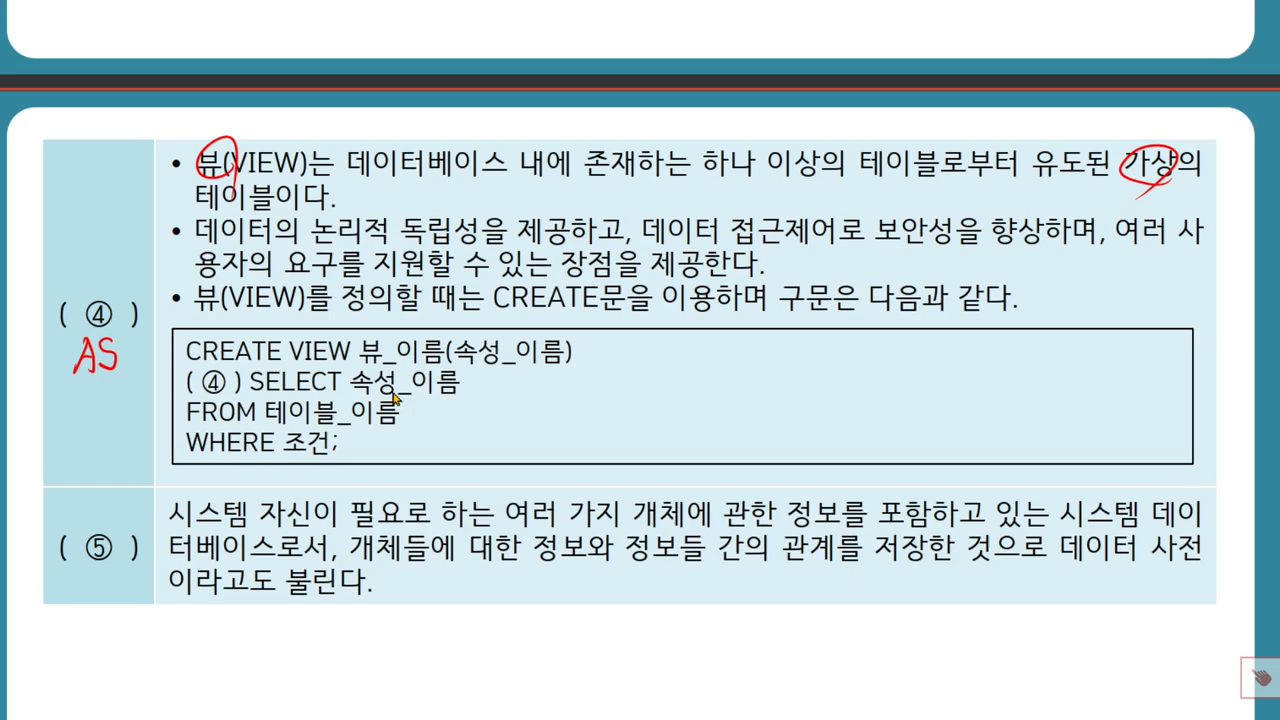 • 뷰(VIEW)는 데이터베이스 내에 존재하는 하나 이상의 테이블로부터 유도된 가상의
테이블이다.
• 데이터의 논리적 독립성을 제공하고, 데이터 접근제어로 보안성을 향상하며, 여러 사
용자의 요구를 지원할 수 있는 장점을 제공한다.
• 뷰(VIEW)를 정의할 때는 CREATE문을 이용하며 구문은 다음과 같다.
( ④ )
AS
CREATE VIEW 뷰_이름(속성_이름)
( ④ ) SELECT 속성_이름
FROM 테이블_이름
WHERE 조건;
( ⑤ )
시스템 자신이 필요로 하는 여러 가지 개체에 관한 정보를 포함하고 있는 시스템 데이
터베이스로서, 개체들에 대한 정보와 정보들 간의 관계를 저장한 것으로 데이터 사전
이라고도 불린다.